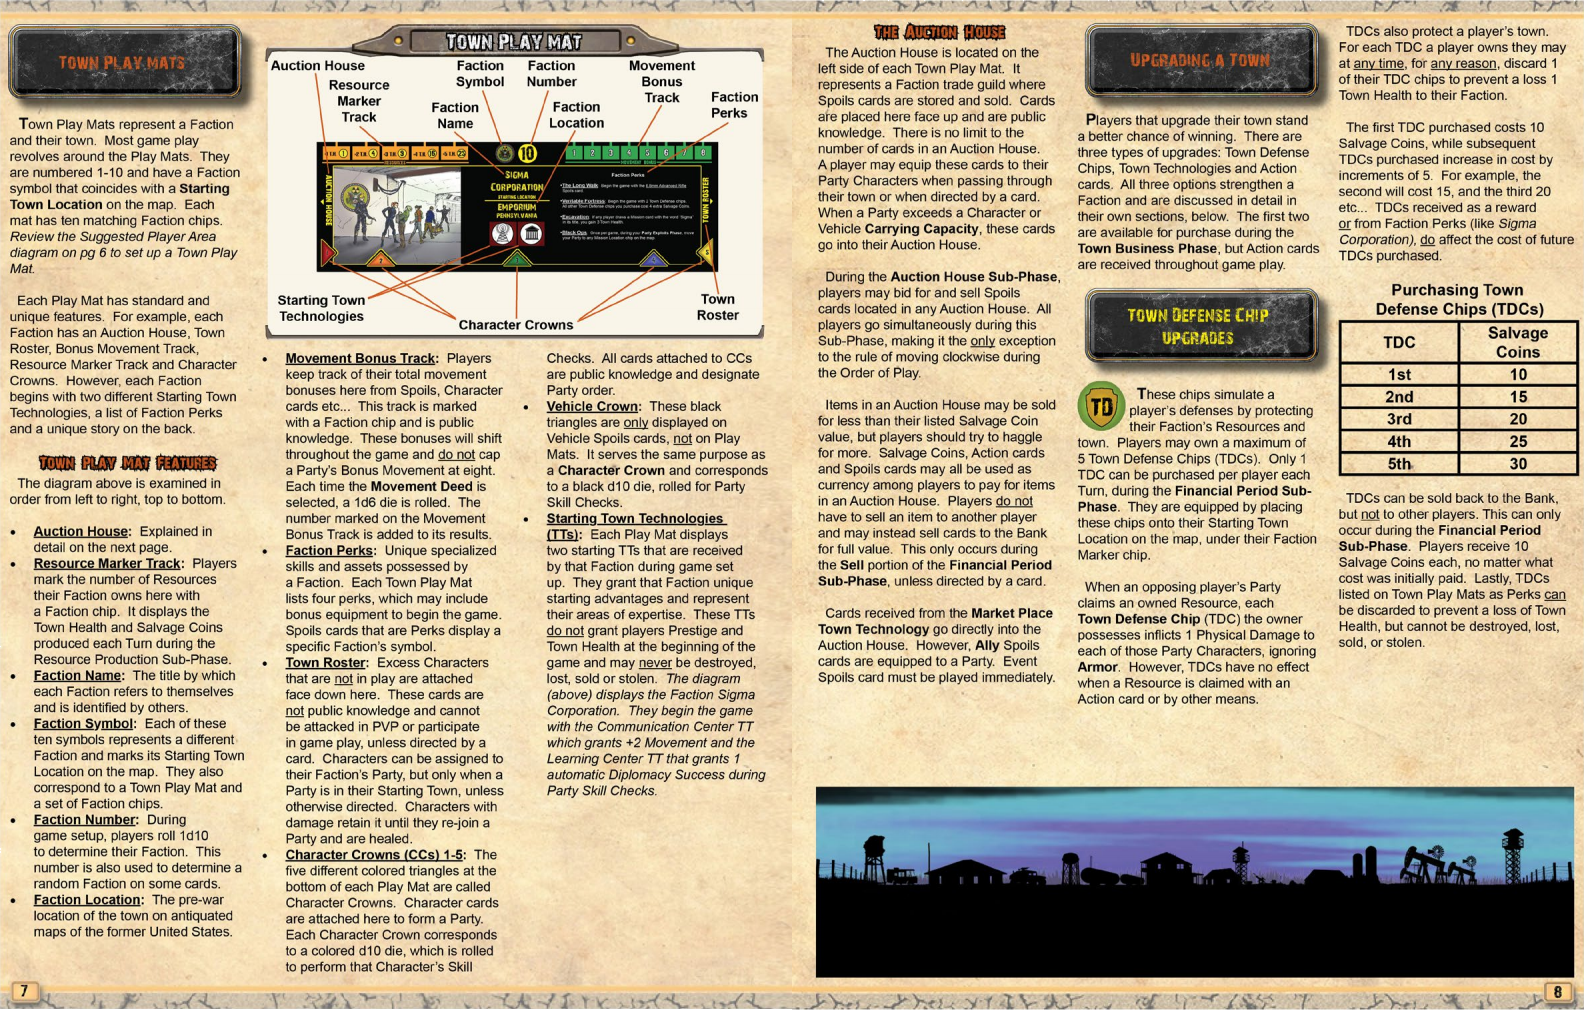 TOWN PLAY MATS
Town Play Mats represent a Faction
and their town. Most game play
revolves around the Play Mats. They
are numbered 1-10 and have a Faction
symbol that coincides with a Starting
Town Location on the map. Each
mat has ten matching Faction chips.
Review the Suggested Player Area
diagram on pg 6 to set up a Town Play
Mat.
Each Play Mat has standard and
unique features. For example, each
Faction has an Auction House, Town
Roster, Bonus Movement Track,
Resource Marker Track and Character
Crowns. However, each Faction
begins with two different Starting Town
Technologies, a list of Faction Perks
and a unique story on the back.
TOWN PLAY MAT FEATURES
The diagram above is examined in
order from left to right, top to bottom.
• Auction House: Explained in
detail on the next page.
• Resource Marker Track: Players
mark the number of Resources
their Faction owns here with
a Faction chip. It displays the
Town Health and Salvage Coins
produced each Turn during the
Resource Production Sub-Phase.
• Faction Name: The title by which
each Faction refers to themselves
and is identified by others.
• Faction Symbol: Each of these
ten symbols represents a different
Faction and marks its Starting Town
Location on the map. They also
correspond to a Town Play Mat and
a set of Faction chips.
• Faction Number: During
game setup, players roll 1d10
to determine their Faction. This
number is also used to determine a
random Faction on some cards.
• Faction Location: The pre-war
location of the town on antiquated
maps of the former United States.
7
TOWN PLAY MAT
Auction House
Resource
Marker
Track
Faction
Symbol
Faction
Name
Faction
Number
Faction
Location
Movement
Bonus
Track
Faction
Perks
10
1 2 3 4 5 6 7 8
RESOURCES
MOVEMENT BONUS
AUCTION HOUSE
SIGMA
CORPORATION
STARTING LOCATION
EMPORIUM
PENNSYLVANIA
Faction Perks
TOWN ROSTER
Starting Town
Technologies
Character Crowns
Town
Roster
• Movement Bonus Track: Players
keep track of their total movement
bonuses here from Spoils, Character
cards etc... This track is marked
with a Faction chip and is public
knowledge. These bonuses will shift
throughout the game and do not cap
a Party's Bonus Movement at eight.
Each time the Movement Deed is
selected, a 1d6 die is rolled. The
number marked on the Movement
Bonus Track is added to its results.
• Faction Perks: Unique specialized
skills and assets possessed by
a Faction. Each Town Play Mat
lists four perks, which may include
bonus equipment to begin the game.
Spoils cards that are Perks display a
specific Faction's symbol.
• Town Roster: Excess Characters
that are not in play are attached
face down here. These cards are
not public knowledge and cannot
be attacked in PVP or participate
in game play, unless directed by a
card. Characters can be assigned to
their Faction's Party, but only when a
Party is in their Starting Town, unless
otherwise directed. Characters with
damage retain it until they re-join a
Party and are healed.
• Character Crowns (CCs) 1-5: The
five different colored triangles at the
bottom of each Play Mat are called
Character Crowns. Character cards
are attached here to form a Party.
Each Character Crown corresponds
to a colored d10 die, which is rolled
to perform that Character's Skill
Checks. All cards attached to CCs
are public knowledge and designate
Party order.
• Vehicle Crown: These black
triangles are only displayed on
Vehicle Spoils cards, not on Play
Mats. It serves the same purpose as
a Character Crown and corresponds
to a black d10 die, rolled for Party
Skill Checks.
• Starting Town Technologies
(TTs): Each Play Mat displays
two starting TTs that are received
by that Faction during game set
up. They grant that Faction unique
starting advantages and represent
their areas of expertise. These TTs
do not grant players Prestige and
Town Health at the beginning of the
game and may never be destroyed,
lost, sold or stolen. The diagram
(above) displays the Faction Sigma
Corporation. They begin the game
with the Communication Center TT
which grants +2 Movement and the
Learning Center TT that grants 1
automatic Diplomacy Success during
Party Skill Checks.
THE AUCTION HOUSE
The Auction House is located on the
left side of each Town Play Mat. It
represents a Faction trade guild where
Spoils cards are stored and sold. Cards
are placed here face up and are public
knowledge. There is no limit to the
number of cards in an Auction House.
A player may equip these cards to their
Party Characters when passing through
their town or when directed by a card.
When a Party exceeds a Character or
Vehicle Carrying Capacity, these cards
go into their Auction House.
During the Auction House Sub-Phase,
players may bid for and sell Spoils
cards located in any Auction House. All
players go simultaneously during this
Sub-Phase, making it the only exception
to the rule of moving clockwise during
the Order of Play.
Items in an Auction House may be sold
for less than their listed Salvage Coin
value, but players should try to haggle
for more. Salvage Coins, Action cards
and Spoils cards may all be used as
currency among players to pay for items
in an Auction House. Players do not
have to sell an item to another player
and may instead sell cards to the Bank
for full value. This only occurs during
the Sell portion of the Financial Period
Sub-Phase, unless directed by a card.
Cards received from the Market Place
Town Technology go directly into the
Auction House. However, Ally Spoils
cards are equipped to a Party. Event
Spoils card must be played immediately.
UPGRADING A TOWN
Players that upgrade their town stand
a better chance of winning. There are
three types of upgrades: Town Defense
Chips, Town Technologies and Action
cards. All three options strengthen a
Faction and are discussed in detail in
their own sections, below. The first two
are available for purchase during the
Town Business Phase, but Action cards
are received throughout game play.
TOWN DEFENSE CHIP
UPGRADES
TD
These chips simulate a
player's defenses by protecting
their Faction's Resources and
town. Players may own a maximum of
5 Town Defense Chips (TDCs). Only 1
TDC can be purchased per player each
Turn, during the Financial Period Sub-
Phase. They are equipped by placing
these chips onto their Starting Town
Location on the map, under their Faction
Marker chip.
When an opposing player's Party
claims an owned Resource, each
Town Defense Chip (TDC) the owner
possesses inflicts 1 Physical Damage to
each of those Party Characters, ignoring
Armor. However, TDCs have no effect
when a Resource is claimed with an
Action card or by other means.
TDCs also protect a player's town.
For each TDC a player owns they may
at any time, for any reason, discard 1
of their TDC chips to prevent a loss 1
Town Health to their Faction.
The first TDC purchased costs 10
Salvage Coins, while subsequent
TDCs purchased increase in cost by
increments of 5. For example, the
second will cost 15, and the third 20
etc... TDCs received as a reward
or from Faction Perks (like Sigma
Corporation), do affect the cost of future
TDCs purchased.
Purchasing Town
Defense Chips (TDCs)
TDC Salvage Coins
1st 10
2nd 15
3rd 20
4th 25
5th 30
TDCs can be sold back to the Bank,
but not to other players. This can only
occur during the Financial Period
Sub-Phase. Players receive 10
Salvage Coins each, no matter what
cost was initially paid. Lastly, TDCs
listed on Town Play Mats as Perks can
be discarded to prevent a loss of Town
Health, but cannot be destroyed, lost,
sold, or stolen.
8